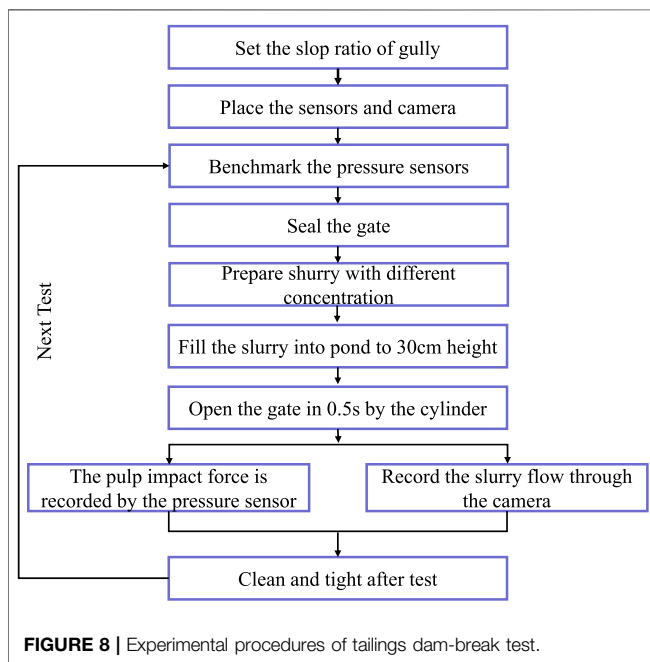 Set the slop ratio of gully
Place the sensors and camera
Benchmark the pressure sensors
Seal the gate
Prepare shurry with different
concentration
Fill the slurry into pond to 30cm height
Open the gate in 0.5s by the cylinder
The pulp impact force is
recorded by the pressure sensor
Record the slurry flow through
the camera
Clean and tight after test
Next Test
FIGURE 8 | Experimental procedures of tailings dam-break test.